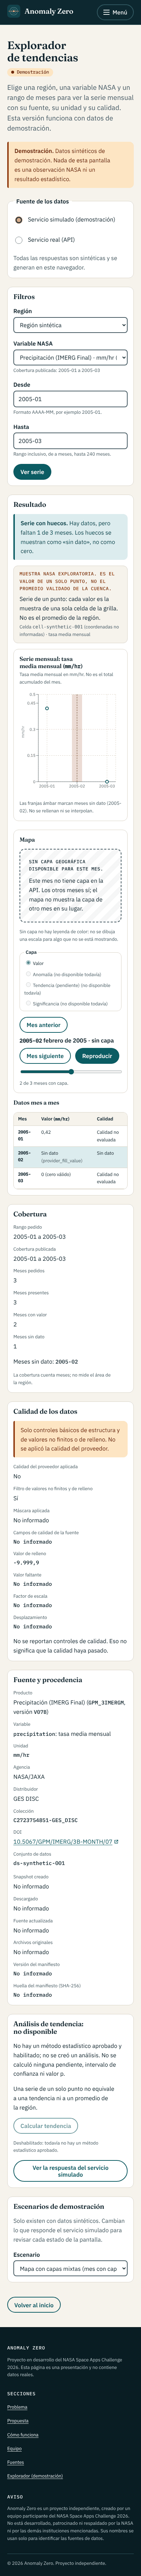 Anomaly Zero
Menú
Explorador
de tendencias
Demostración
Elige una región, una variable NASA y un
rango de meses para ver la serie mensual
con su fuente, su unidad y su calidad.
Esta versión funciona con datos de
demostración.
Demostración. Datos sintéticos de
demostración. Nada de esta pantalla
es una observación NASA ni un
resultado estadístico.
Fuente de los datos
Servicio simulado (demostración)
Servicio real (API)
Todas las respuestas son sintéticas y se
generan en este navegador.
Filtros
Región
Región sintética
Variable NASA
Precipitación (IMERG Final) · mm/hr (
Cobertura publicada: 2005-01 a 2005-03
Desde
2005-01
Formato AAAA-MM, por ejemplo 2005-01.
Hasta
2005-03
Rango inclusivo, de a meses, hasta 240 meses.
Ver serie
Resultado
Serie con huecos. Hay datos, pero
faltan 1 de 3 meses. Los huecos se
muestran como «sin dato», no como
cero.
MUESTRA NASA EXPLORATORIA. ES EL
VALOR DE UN SOLO PUNTO, NO EL
PROMEDIO VALIDADO DE LA CUENCA.
Serie de un punto: cada valor es el
muestra de una sola celda de la grilla.
No es el promedio de la región.
Celda cell-synthetic-001 (coordenadas no
informadas) · tasa media mensual
Serie mensual: tasa
media mensual (mm/hr)
Tasa media mensual en mm/hr. No es el total
acumulado del mes.
0,5
0,45
0,3
0,15
0
mm/hr
2005-01
2005-02
2005-03
Las franjas ámbar marcan meses sin dato (2005-
02). No se rellenan ni se interpolan.
Mapa
SIN CAPA GEOGRÁFICA
DISPONIBLE PARA ESTE MES.
Este mes no tiene capa en la
API. Los otros meses sí; el
mapa no muestra la capa de
otro mes en su lugar.
Sin capa no hay leyenda de color: no se dibuja
una escala para algo que no se está mostrando.
Capa
Valor
Anomalía (no disponible todavía)
Tendencia (pendiente) (no disponible
todavía)
Significancia (no disponible todavía)
Mes anterior
2005-02 febrero de 2005 · sin capa
Mes siguiente
Reproducir
2 de 3 meses con capa.
Datos mes a mes
Mes
Valor (mm/hr)
Calidad
2005-
01
0,42
Calidad no
evaluada
2005-
02
Sin dato
(provider_fill_value)
Sin dato
2005-
03
0 (cero válido)
Calidad no
evaluada
Cobertura
Rango pedido
2005-01 a 2005-03
Cobertura publicada
2005-01 a 2005-03
Meses pedidos
3
Meses presentes
3
Meses con valor
2
Meses sin dato
1
Meses sin dato: 2005-02
La cobertura cuenta meses; no mide el área de
la región.
Calidad de los datos
Solo controles básicos de estructura y
de valores no finitos o de relleno. No
se aplicó la calidad del proveedor.
Calidad del proveedor aplicada
No
Filtro de valores no finitos y de relleno
Sí
Máscara aplicada
No informado
Campos de calidad de la fuente
No informado
Valor de relleno
-9.999,9
Valor faltante
No informado
Factor de escala
No informado
Desplazamiento
No informado
No se reportan controles de calidad. Eso no
significa que la calidad haya pasado.
Fuente y procedencia
Producto
Precipitación (IMERG Final) (GPM_3IMERGM,
versión V07B)
Variable
precipitation: tasa media mensual
Unidad
mm/hr
Agencia
NASA/JAXA
Distribuidor
GES DISC
Colección
C2723754851-GES_DISC
DOI
10.5067/GPM/IMERG/3B-MONTH/07
Conjunto de datos
ds-synthetic-001
Snapshot creado
No informado
Descargado
No informado
Fuente actualizada
No informado
Archivos originales
No informado
Versión del manifiesto
No informado
Huella del manifiesto (SHA-256)
No informado
Análisis de tendencia:
no disponible
No hay un método estadístico aprobado y
habilitado; no se creó un análisis. No se
calculó ninguna pendiente, intervalo de
confianza ni valor p.
Una serie de un solo punto no equivale
a una tendencia ni a un promedio de
la región.
Calcular tendencia
Deshabilitado: todavía no hay un método
estadístico aprobado.
Ver la respuesta del servicio
simulado
Escenarios de demostración
Solo existen con datos sintéticos. Cambian
lo que responde el servicio simulado para
revisar cada estado de la pantalla.
Escenario
Mapa con capas mixtas (mes con cap
Volver al inicio
ANOMALY ZERO
Proyecto en desarrollo del NASA Space Apps Challenge
2026. Esta página es una presentación y no contiene
datos reales.
SECCIONES
Problema
Propuesta
Cómo funciona
Equipo
Fuentes
Explorador (demostración)
AVISO
Anomaly Zero es un proyecto independiente, creado por un
equipo participante del NASA Space Apps Challenge 2026.
No está desarrollado, patrocinado ni respaldado por la NASA
ni por las demás instituciones mencionadas. Sus nombres se
usan solo para identificar las fuentes de datos.
© 2026 Anomaly Zero. Proyecto independiente.